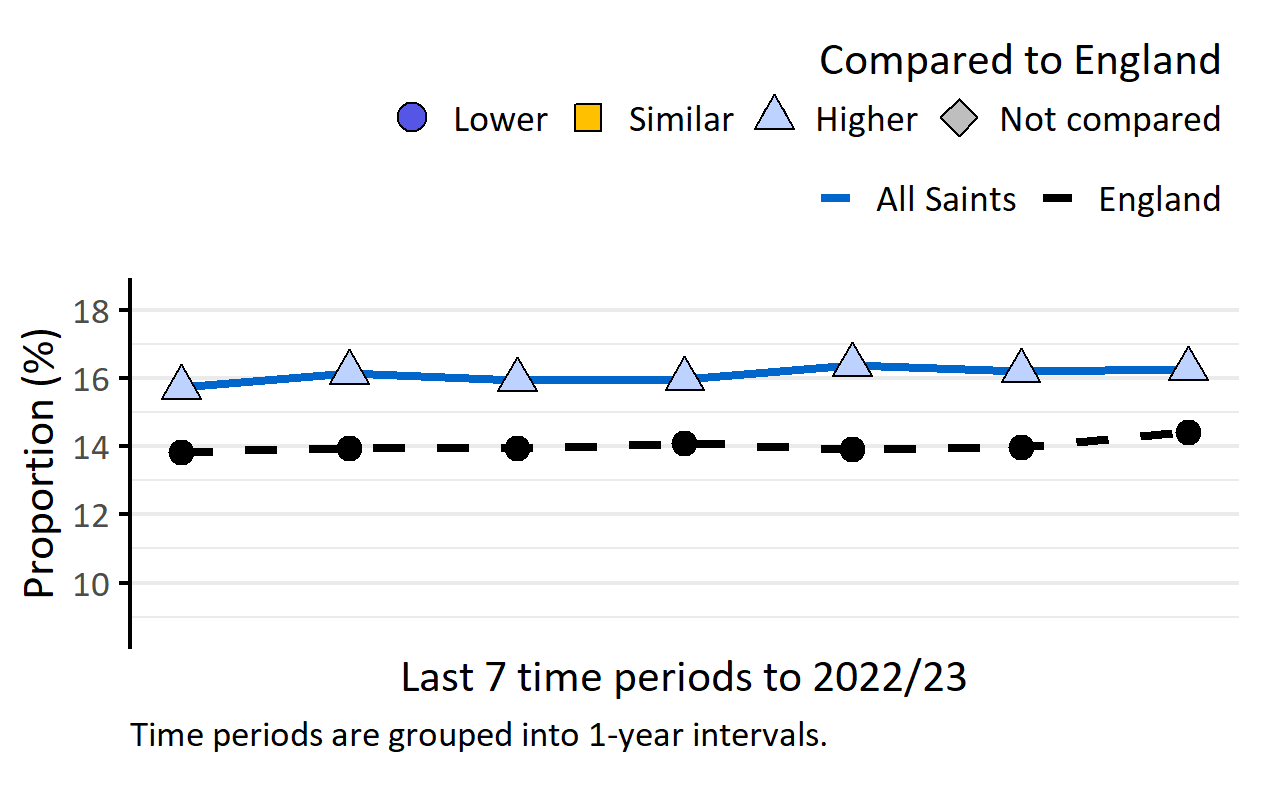 Compared to England
Lower Similar Higher Not compared
All Saints England
18
16
14
12
10
Proportion (%)
Last 7 time periods to 2022/23
Time periods are grouped into 1-year intervals.